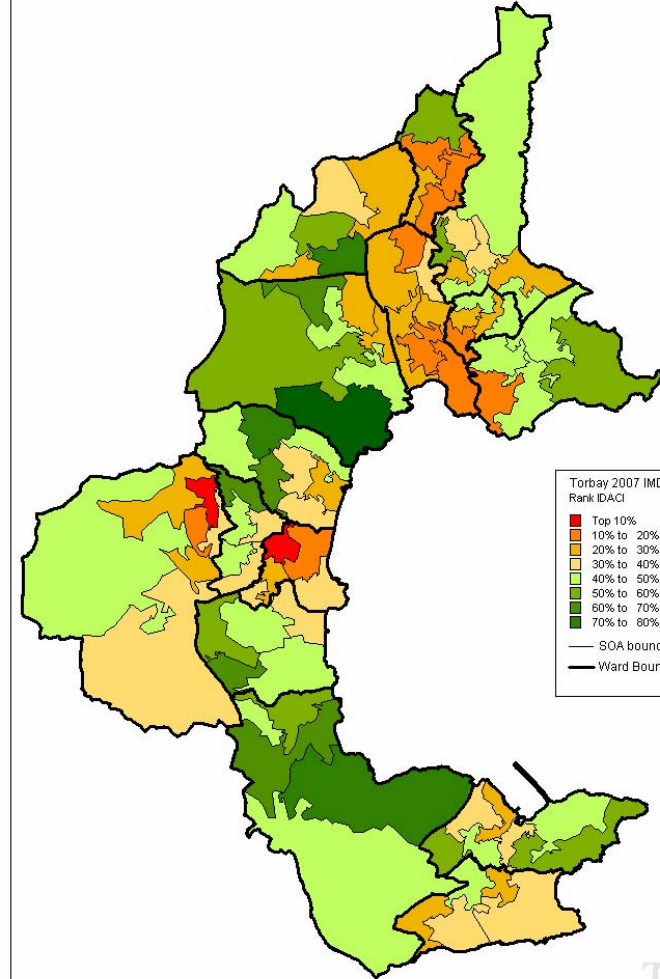 Torbay 2007 IMD
Rank IDACI
Top 10%
10% to 20%
20% to 30%
30% to 40%
40% to 50%
50% to 60%
60% to 70%
70% to 80%
SOA bound
Ward Boun